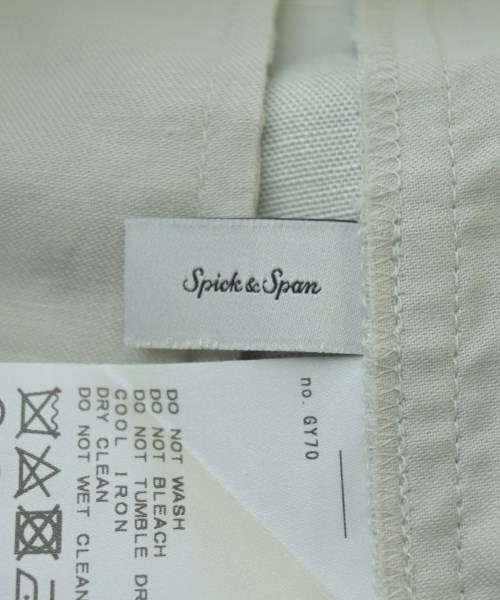 Spick & Span
no. GY70
DO NOT WASH
DO NOT BLEACH
DO NOT TUMBLE DR
COOL IRON
DRY CLEAN
DO NOT WET CLEAN